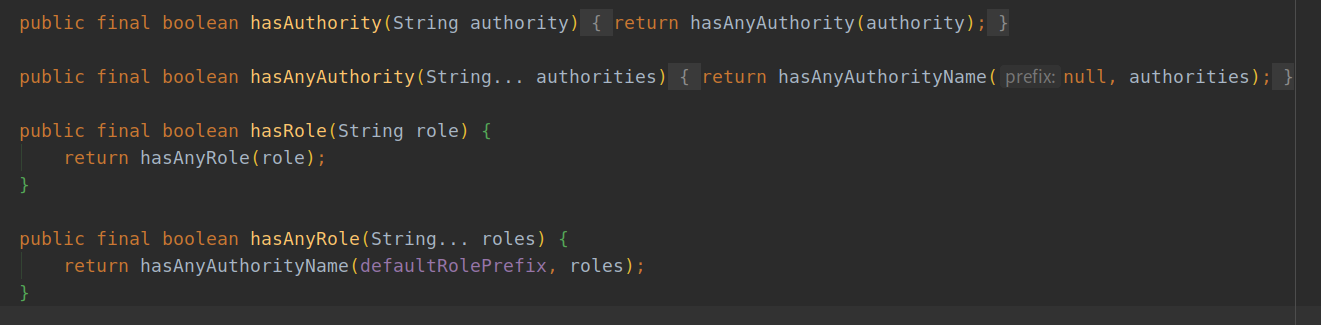 public final boolean hasAuthority(String authority) { return hasAnyAuthority(authority); }
public final boolean hasAnyAuthority(String... authorities) { return hasAnyAuthorityName( prefix: null, authorities); }
public final boolean hasRole(String role) {
return hasAnyRole(role);
}
public final boolean hasAnyRole(String... roles) {
return hasAnyAuthorityName(defaultRolePrefix, roles);
}